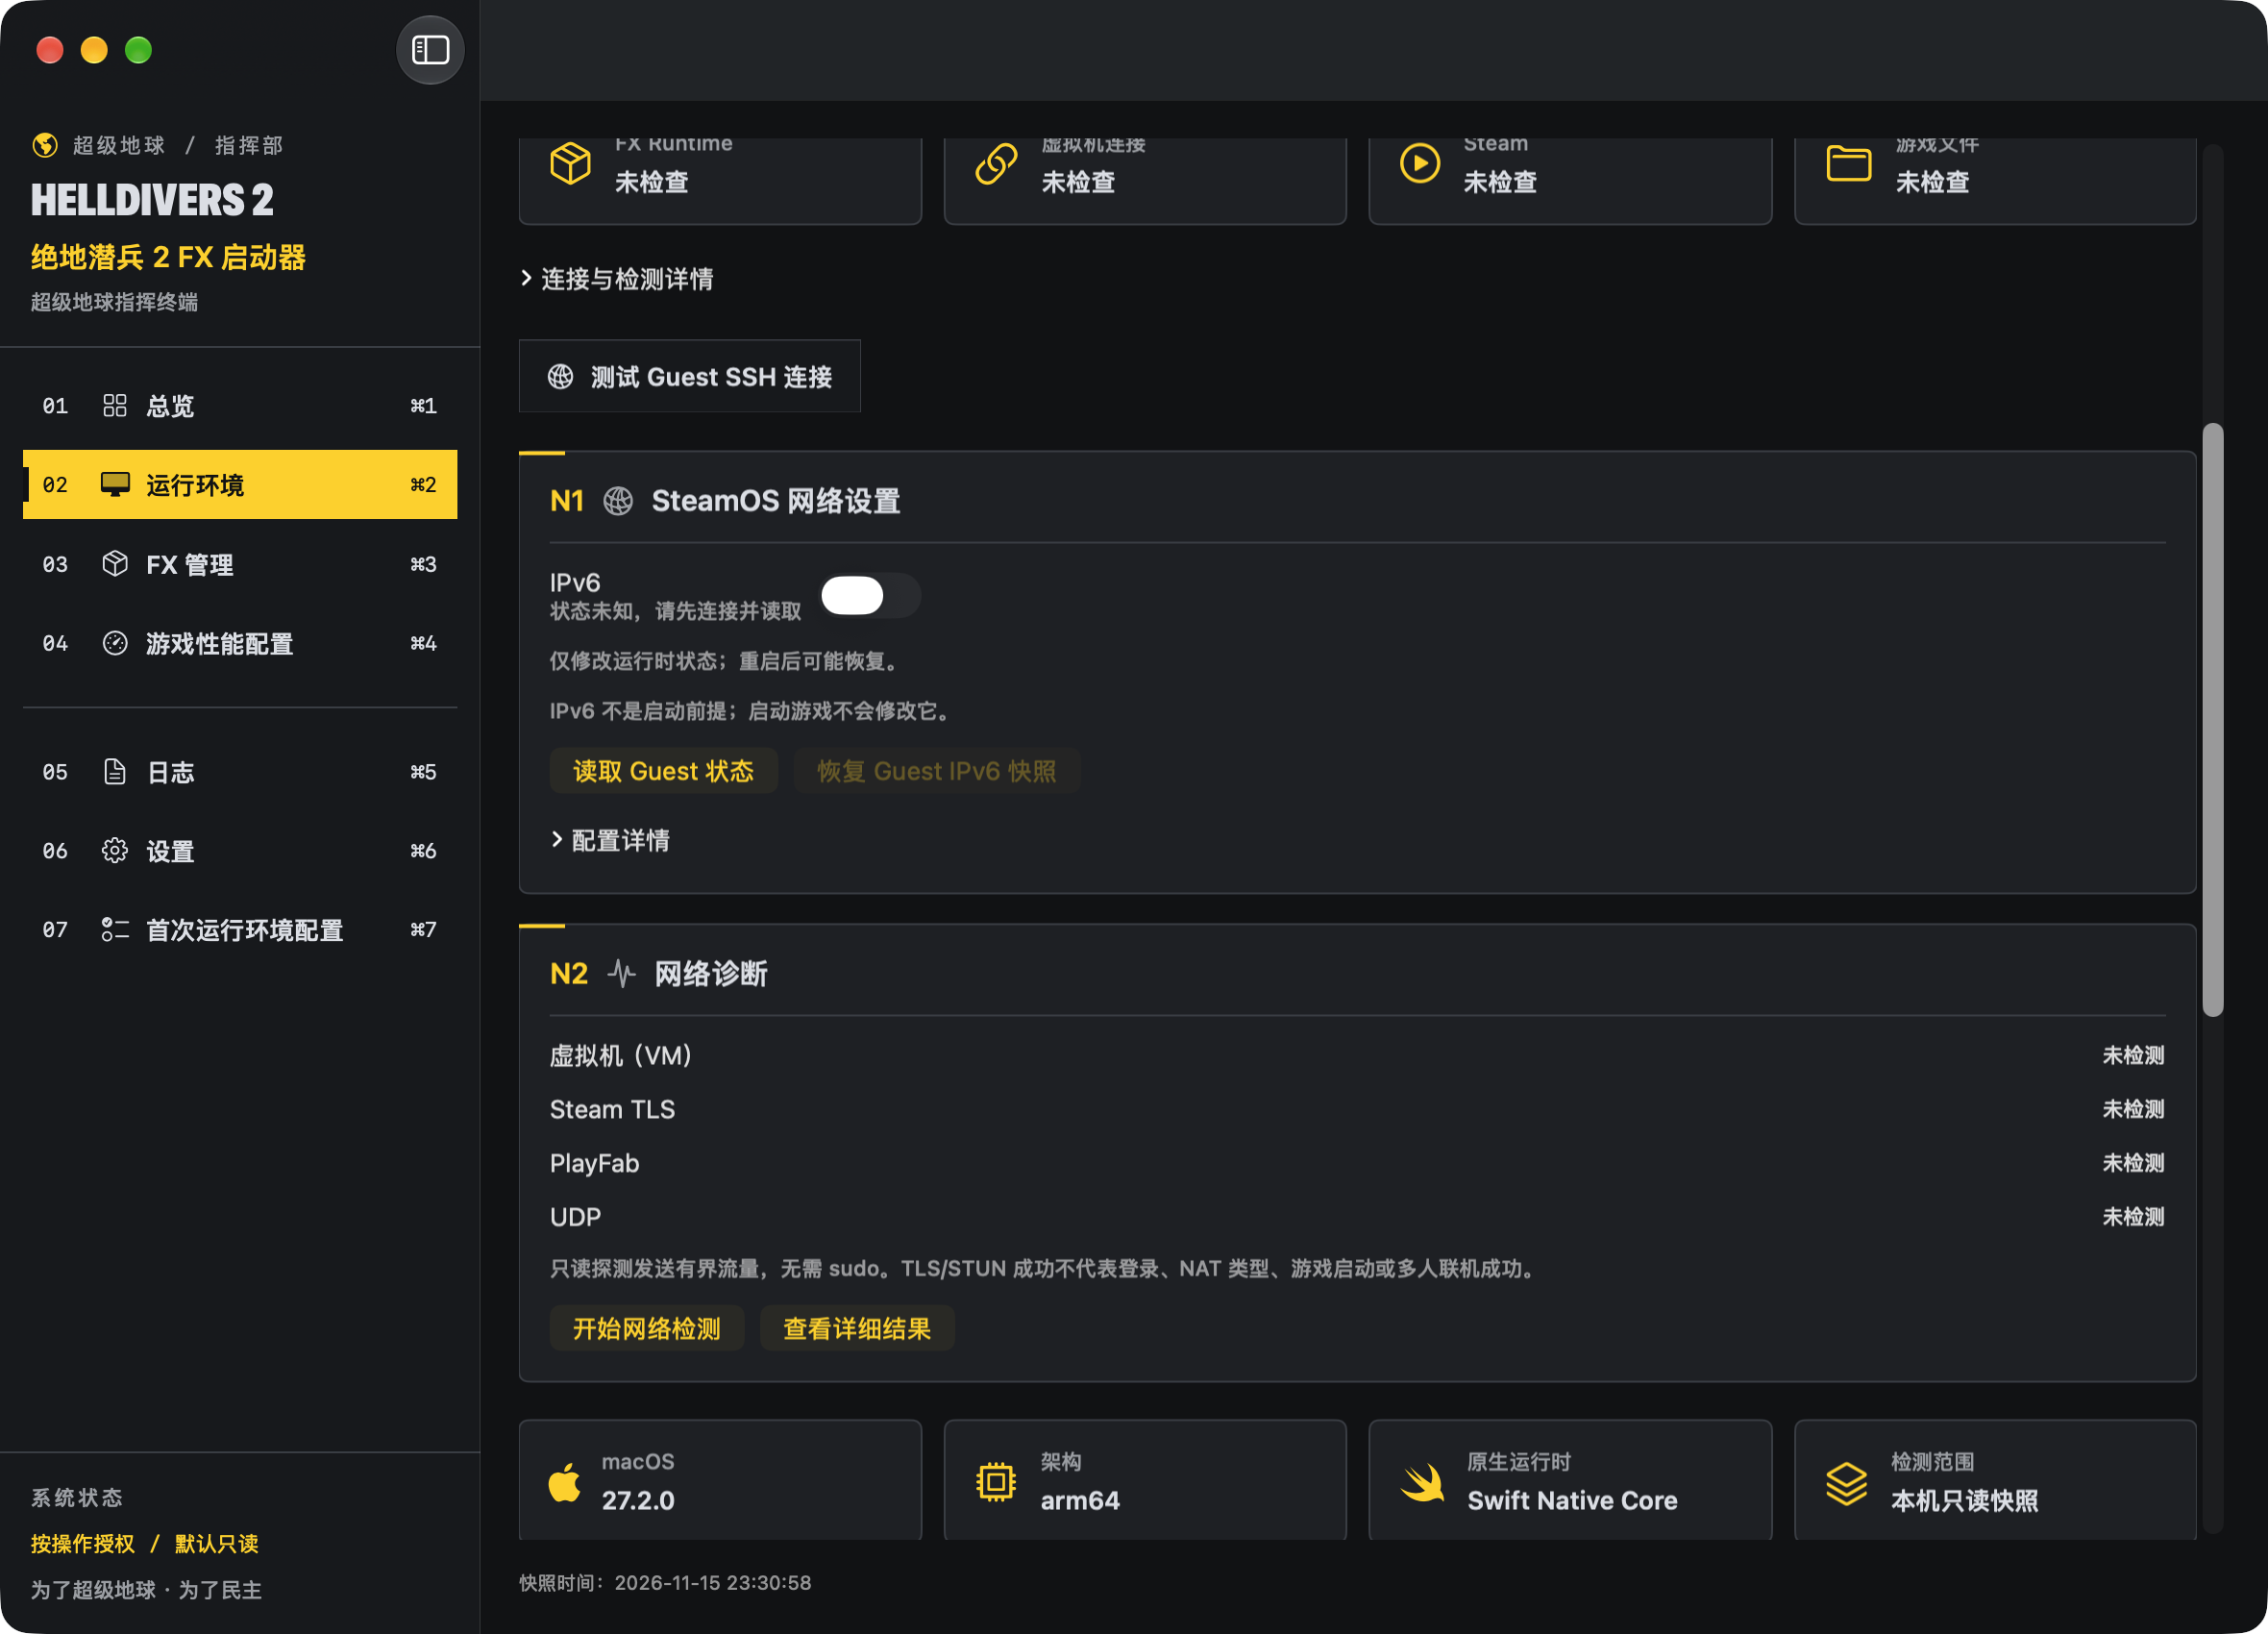 超级地球 / 指挥部
HELLDIVERS 2
绝地潜兵 2 FX 启动器
超级地球指挥终端
01 总览 ⌘1
02 运行环境 ⌘2
03 FX 管理 ⌘3
04 游戏性能配置 ⌘4
05 日志 ⌘5
06 设置 ⌘6
07 首次运行环境配置 ⌘7
系统状态
按操作授权 / 默认只读
为了超级地球 · 为了民主
FX Runtime
未检查
虚拟机连接
未检查
Steam
未检查
游戏文件
未检查
连接与检测详情
测试 Guest SSH 连接
N1 SteamOS 网络设置
IPv6
状态未知，请先连接并读取
仅修改运行时状态；重启后可能恢复。
IPv6 不是启动前提；启动游戏不会修改它。
读取 Guest 状态 恢复 Guest IPv6 快照
配置详情
N2 网络诊断
虚拟机（VM） 未检测
Steam TLS 未检测
PlayFab 未检测
UDP 未检测
只读探测发送有界流量，无需 sudo。TLS/STUN 成功不代表登录、NAT 类型、游戏启动或多人联机成功。
开始网络检测 查看详细结果
macOS
27.2.0
架构
arm64
原生运行时
Swift Native Core
检测范围
本机只读快照
快照时间：2026-11-15 23:30:58